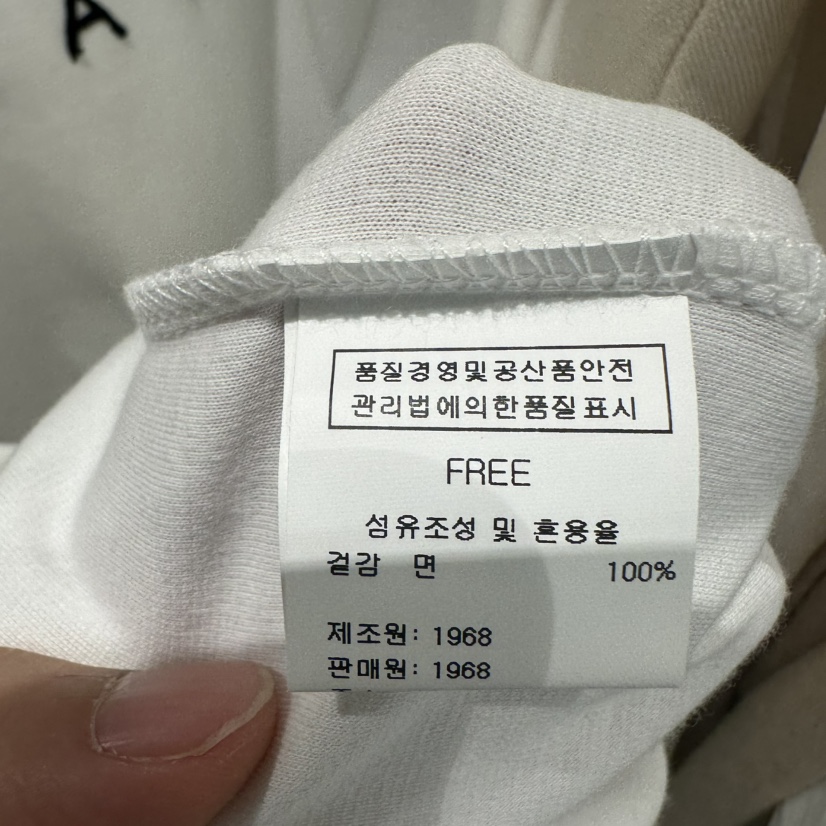 A
품질경영및공산품안전
관리법에의한품질표시
FREE
섬유조성 및 혼용율
겉감 면 100%
제조원: 1968
판매원: 1968